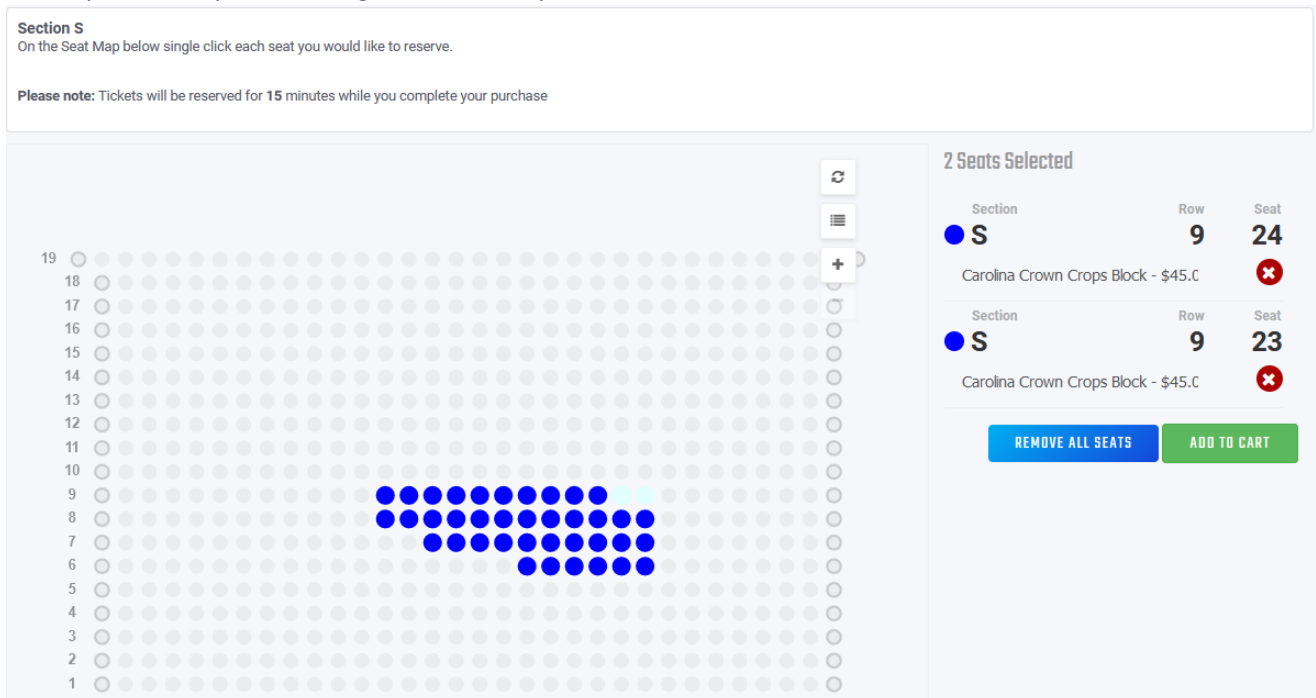 Section S
On the Seat Map below single click each seat you would like to reserve.
Please note: Tickets will be reserved for 15 minutes while you complete your purchase
2 Seats Selected
Section Row Seat
S 9 24
Carolina Crown Crops Block - $45.0
Section Row Seat
S 9 23
Carolina Crown Crops Block - $45.0
REMOVE ALL SEATS ADD TO CART
19
18
17
16
15
14
13
12
11
10
9
8
7
6
5
4
3
2
1